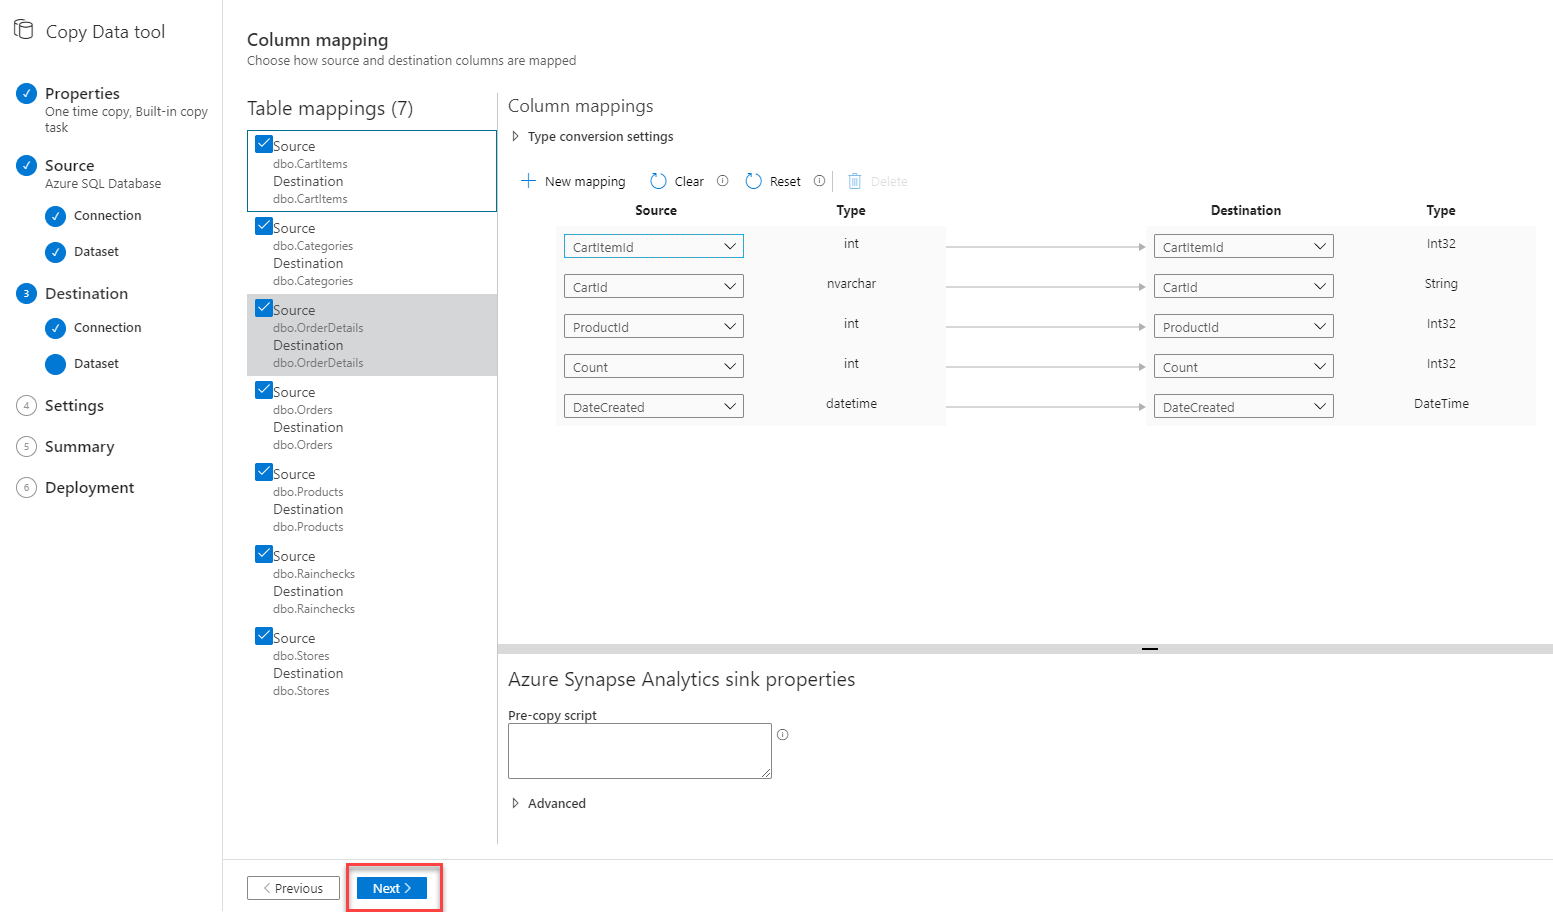 Copy Data tool
Properties
One time copy, Built-in copy
task
Source
Azure SQL Database
Connection
Dataset
3
Destination
Connection
Dataset
4
Settings
5
Summary
6
Deployment
Column mapping
Choose how source and destination columns are mapped
Table mappings (7)
Source
dbo.CartItems
Destination
dbo.CartItems
Source
dbo.Categories
Destination
dbo.Categories
Source
dbo.OrderDetails
Destination
dbo.OrderDetails
Source
dbo.Orders
Destination
dbo.Orders
Source
dbo.Products
Destination
dbo.Products
Source
dbo.Rainchecks
Destination
dbo.Rainchecks
Source
dbo.Stores
Destination
dbo.Stores
Column mappings
Type conversion settings
New mapping Clear Reset Delete
Source Type Destination Type
CartItemId int CartItemId Int32
CartId nvarchar CartId String
ProductId int ProductId Int32
Count int Count Int32
DateCreated datetime DateCreated DateTime
Azure Synapse Analytics sink properties
Pre-copy script
Advanced
Previous
Next